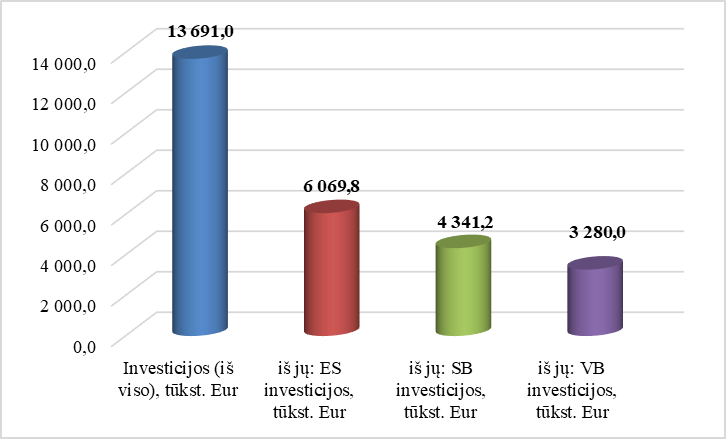 13 691,0
14 000,0
12 000,0
10 000,0
8 000,0
6 000,0
4 000,0
2 000,0
0,0
6 069,8
4 341,2
3 280,0
Investicijos (iš
viso), tūkst. Eur
iš jų: ES
investicijos,
tūkst. Eur
iš jų: SB
investicijos,
tūkst. Eur
iš jų: VB
investicijos,
tūkst. Eur